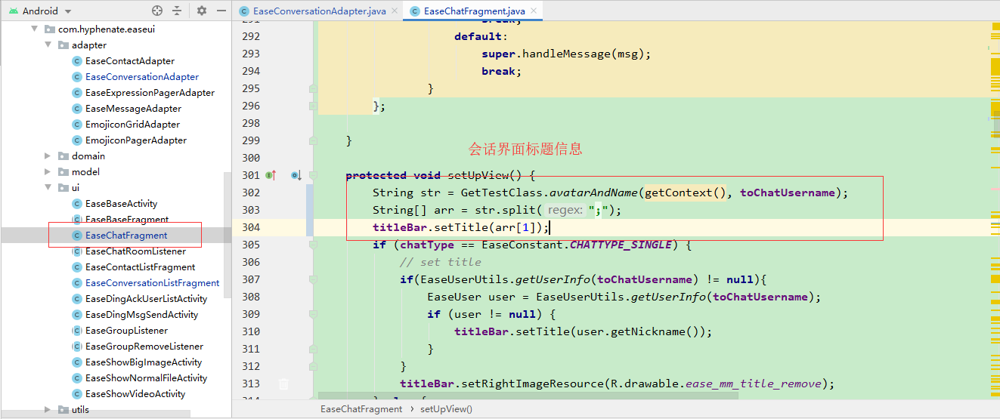 Android
EaseConversationAdapter.java
EaseChatFragment.java
com.hyphenate.easeui
adapter
EaseContactAdapter
EaseConversationAdapter
EaseExpressionPagerAdapter
EaseMessageAdapter
EmojiconGridAdapter
EmojiconPagerAdapter
domain
model
ui
EaseBaseActivity
EaseBaseFragment
EaseChatFragment
EaseChatRoomListener
EaseContactListFragment
EaseConversationListFragment
EaseDingAckUserListActivity
EaseDingMsgSendActivity
EaseGroupListener
EaseGroupRemoveListener
EaseShowBigImageActivity
EaseShowNormalFileActivity
EaseShowVideoActivity
utils
291 break;
292 default:
293 super.handleMessage(msg);
294 break;
295 }
296 };
298
299 }
会话界面标题信息
300
301 protected void setUpView() {
302 String str = GetTestClass.avatarAndName(getContext(), toChatUsername);
303 String[] arr = str.split( regex: ";");
304 titleBar.setTitle(arr[1]);
305 if (chatType == EaseConstant.CHATTYPE_SINGLE) {
306 // set title
307 if(EaseUserUtils.getUserInfo(toChatUsername) != null){
308 EaseUser user = EaseUserUtils.getUserInfo(toChatUsername);
309 if (user != null) {
310 titleBar.setTitle(user.getNickname());
311 }
312 }
313 titleBar.setRightImageResource(R.drawable.ease_mm_title_remove);
EaseChatFragment › setUpView()